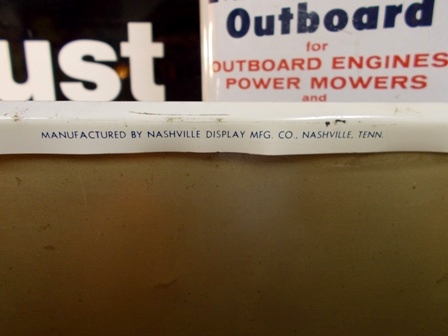 ust
Outboard
for
OUTBOARD ENGINES
POWER MOWERS
and
MANUFACTURED BY NASHVILLE DISPLAY MFG. CO., NASHVILLE, TENN.